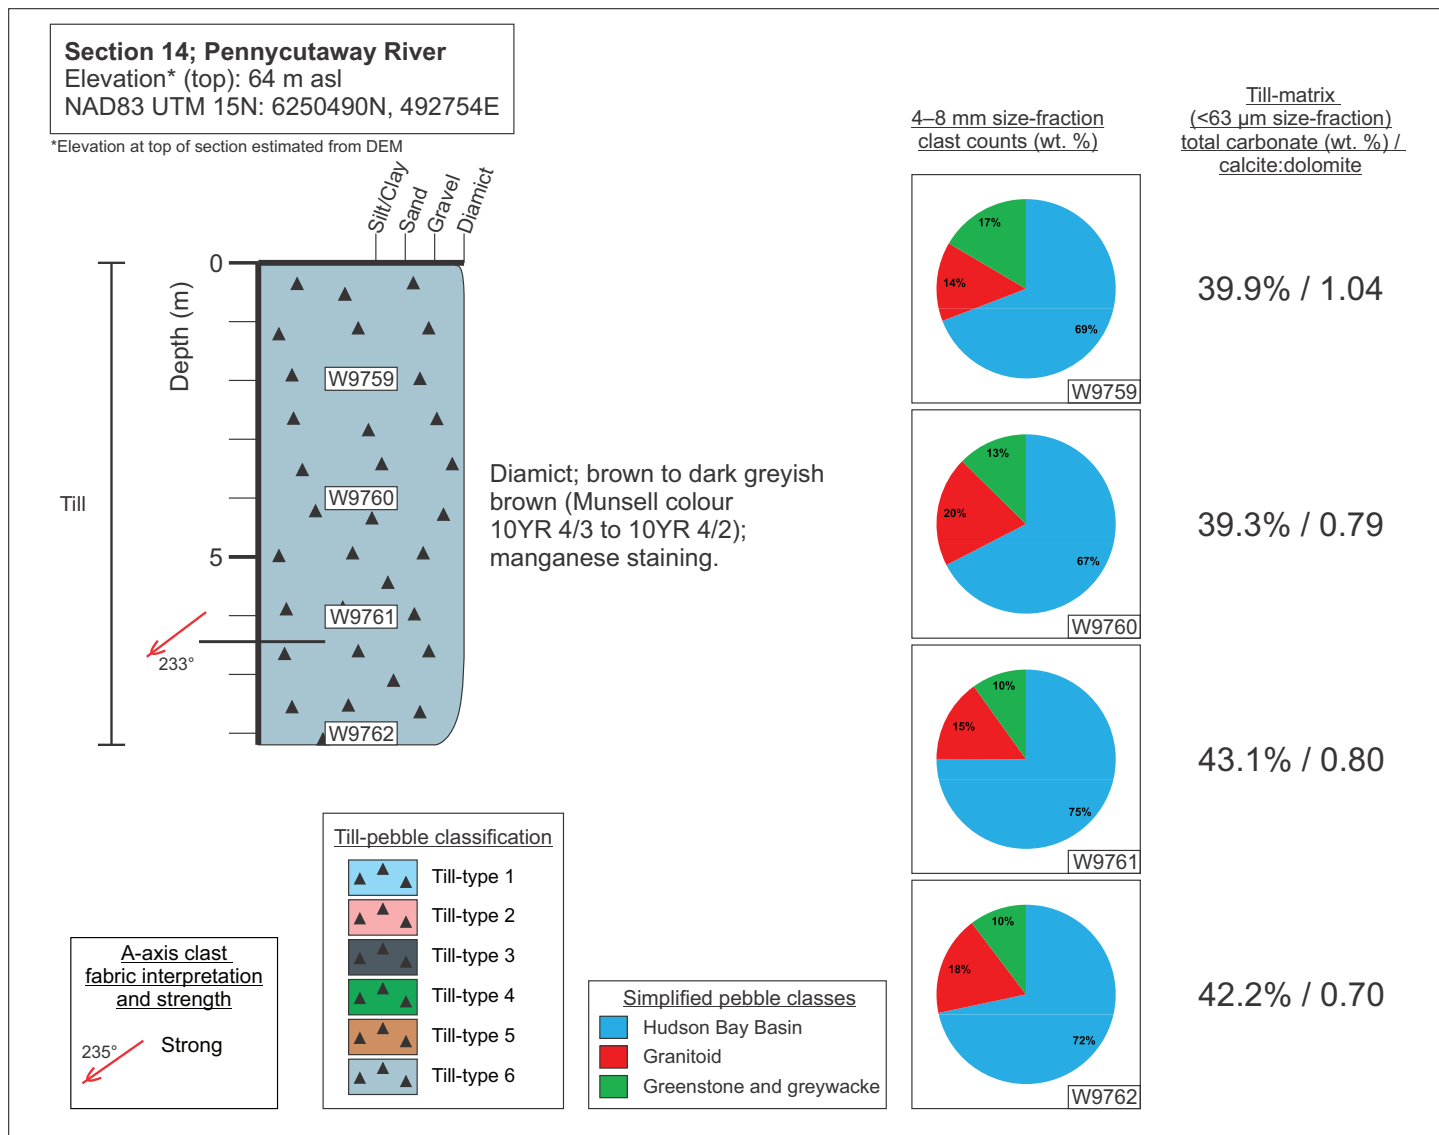 Section 14; Pennycutaway River
Elevation* (top): 64 m asl
NAD83 UTM 15N: 6250490N, 492754E
*Elevation at top of section estimated from DEM
Silt/Clay
Sand
Gravel
Diamict
Depth (m)
0
5
Till
W9759
W9760
W9761
W9762
233°
Diamict; brown to dark greyish
brown (Munsell colour
10YR 4/3 to 10YR 4/2);
manganese staining.
4–8 mm size-fraction
clast counts (wt. %)
Till-matrix
(<63 µm size-fraction)
total carbonate (wt. %) /
calcite:dolomite
17%
14%
69%
W9759
39.9% / 1.04
13%
20%
67%
W9760
39.3% / 0.79
10%
15%
75%
W9761
43.1% / 0.80
10%
18%
72%
W9762
42.2% / 0.70
A-axis clast
fabric interpretation
and strength
235°
Strong
Till-pebble classification
Till-type 1
Till-type 2
Till-type 3
Till-type 4
Till-type 5
Till-type 6
Simplified pebble classes
Hudson Bay Basin
Granitoid
Greenstone and greywacke